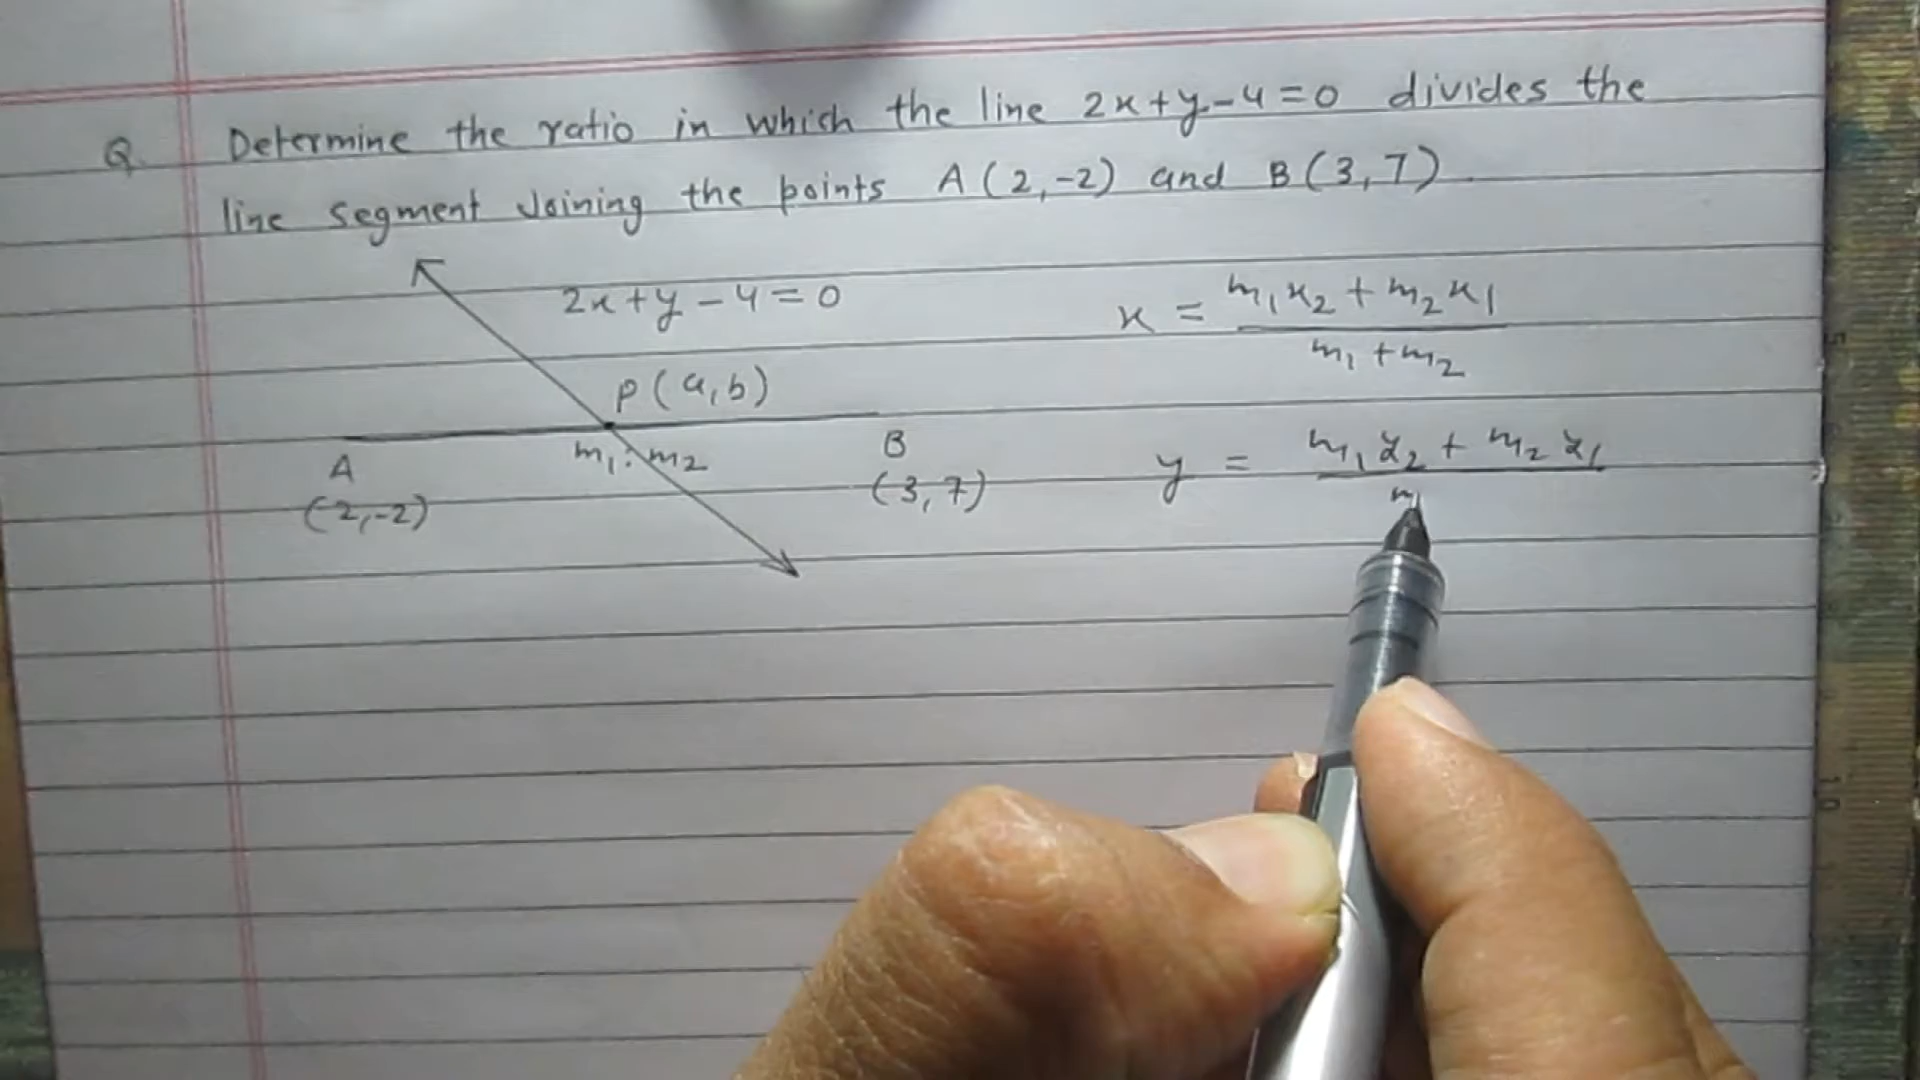 Q. Determine the ratio in which the line 2x+y-4=0 divides the
line segment Joining the points A(2,-2) and B(3,7).
2x+y-4=0
P(a,b)
m₁:m₂
A
(2,-2)
B
(3,7)
x = m₁x₂ + m₂x₁
m₁ + m₂
y = m₁y₂ + m₂y₁
m